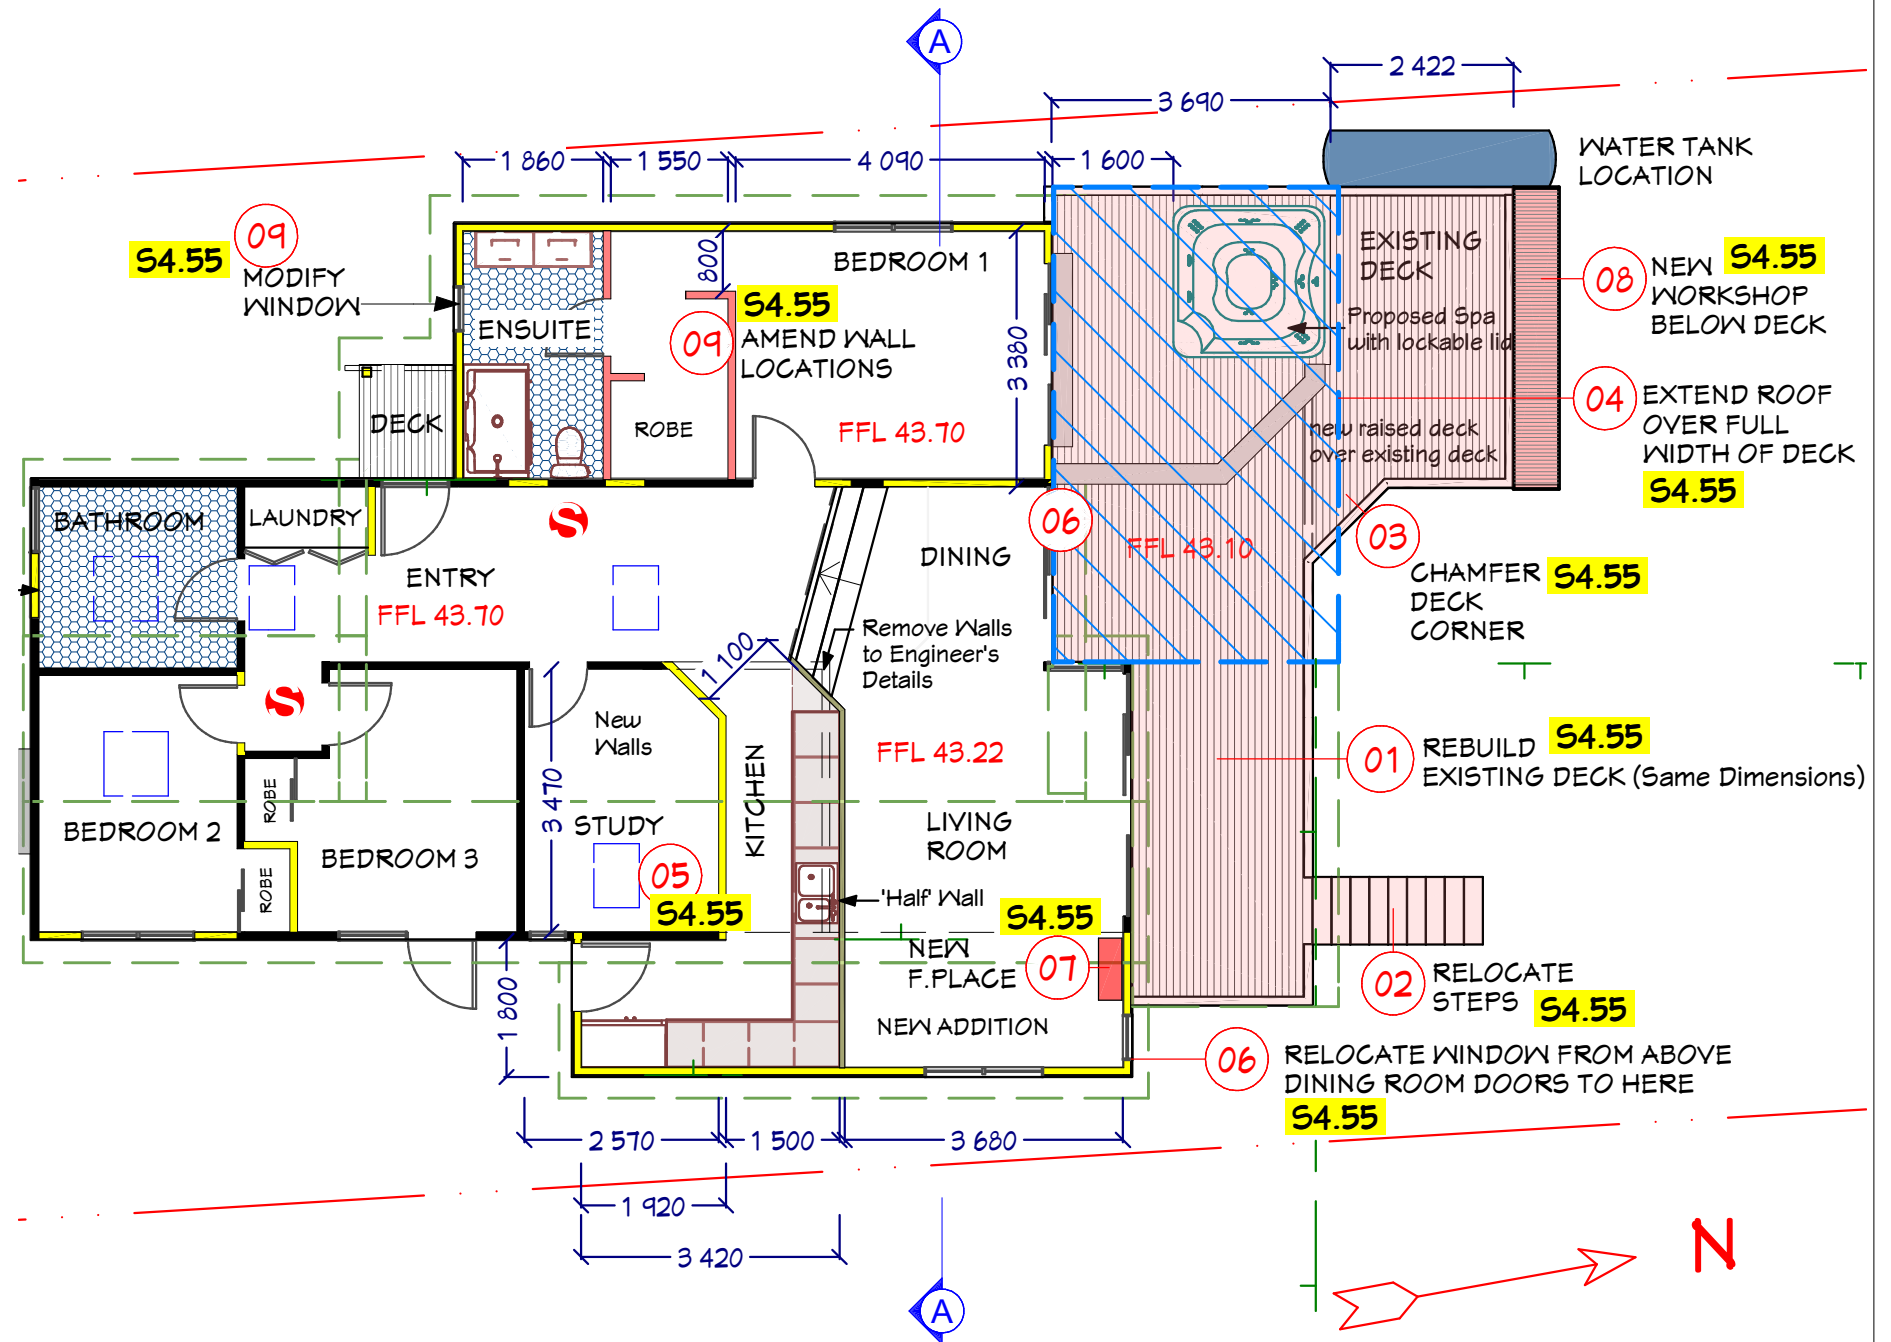 A
2 422
3 690
WATER TANK
LOCATION
1 860
1 550
4 090
1 600
09
S4.55
MODIFY
WINDOW
800
BEDROOM 1
EXISTING
DECK
08
NEW S4.55
WORKSHOP
BELOW DECK
ENSUITE
S4.55
09
AMEND WALL
LOCATIONS
3 380
Proposed Spa
with lockable lid
04
EXTEND ROOF
OVER FULL
WIDTH OF DECK
S4.55
DECK
ROBE
FFL 43.70
new raised deck
over existing deck
BATHROOM
LAUNDRY
S
06
FFL 43.10
03
DINING
CHAMFER S4.55
DECK
CORNER
ENTRY
FFL 43.70
1 100
Remove Walls
to Engineer's
Details
S
New
Walls
KITCHEN
FFL 43.22
01
REBUILD S4.55
EXISTING DECK (Same Dimensions)
ROBE
3 470
BEDROOM 2
BEDROOM 3
STUDY
LIVING
ROOM
ROBE
05
S4.55
'Half' Wall
S4.55
NEW
F.PLACE
07
02
RELOCATE
STEPS S4.55
1 800
NEW ADDITION
06
RELOCATE WINDOW FROM ABOVE
DINING ROOM DOORS TO HERE
S4.55
2 570
1 500
3 680
1 920
3 420
N
A